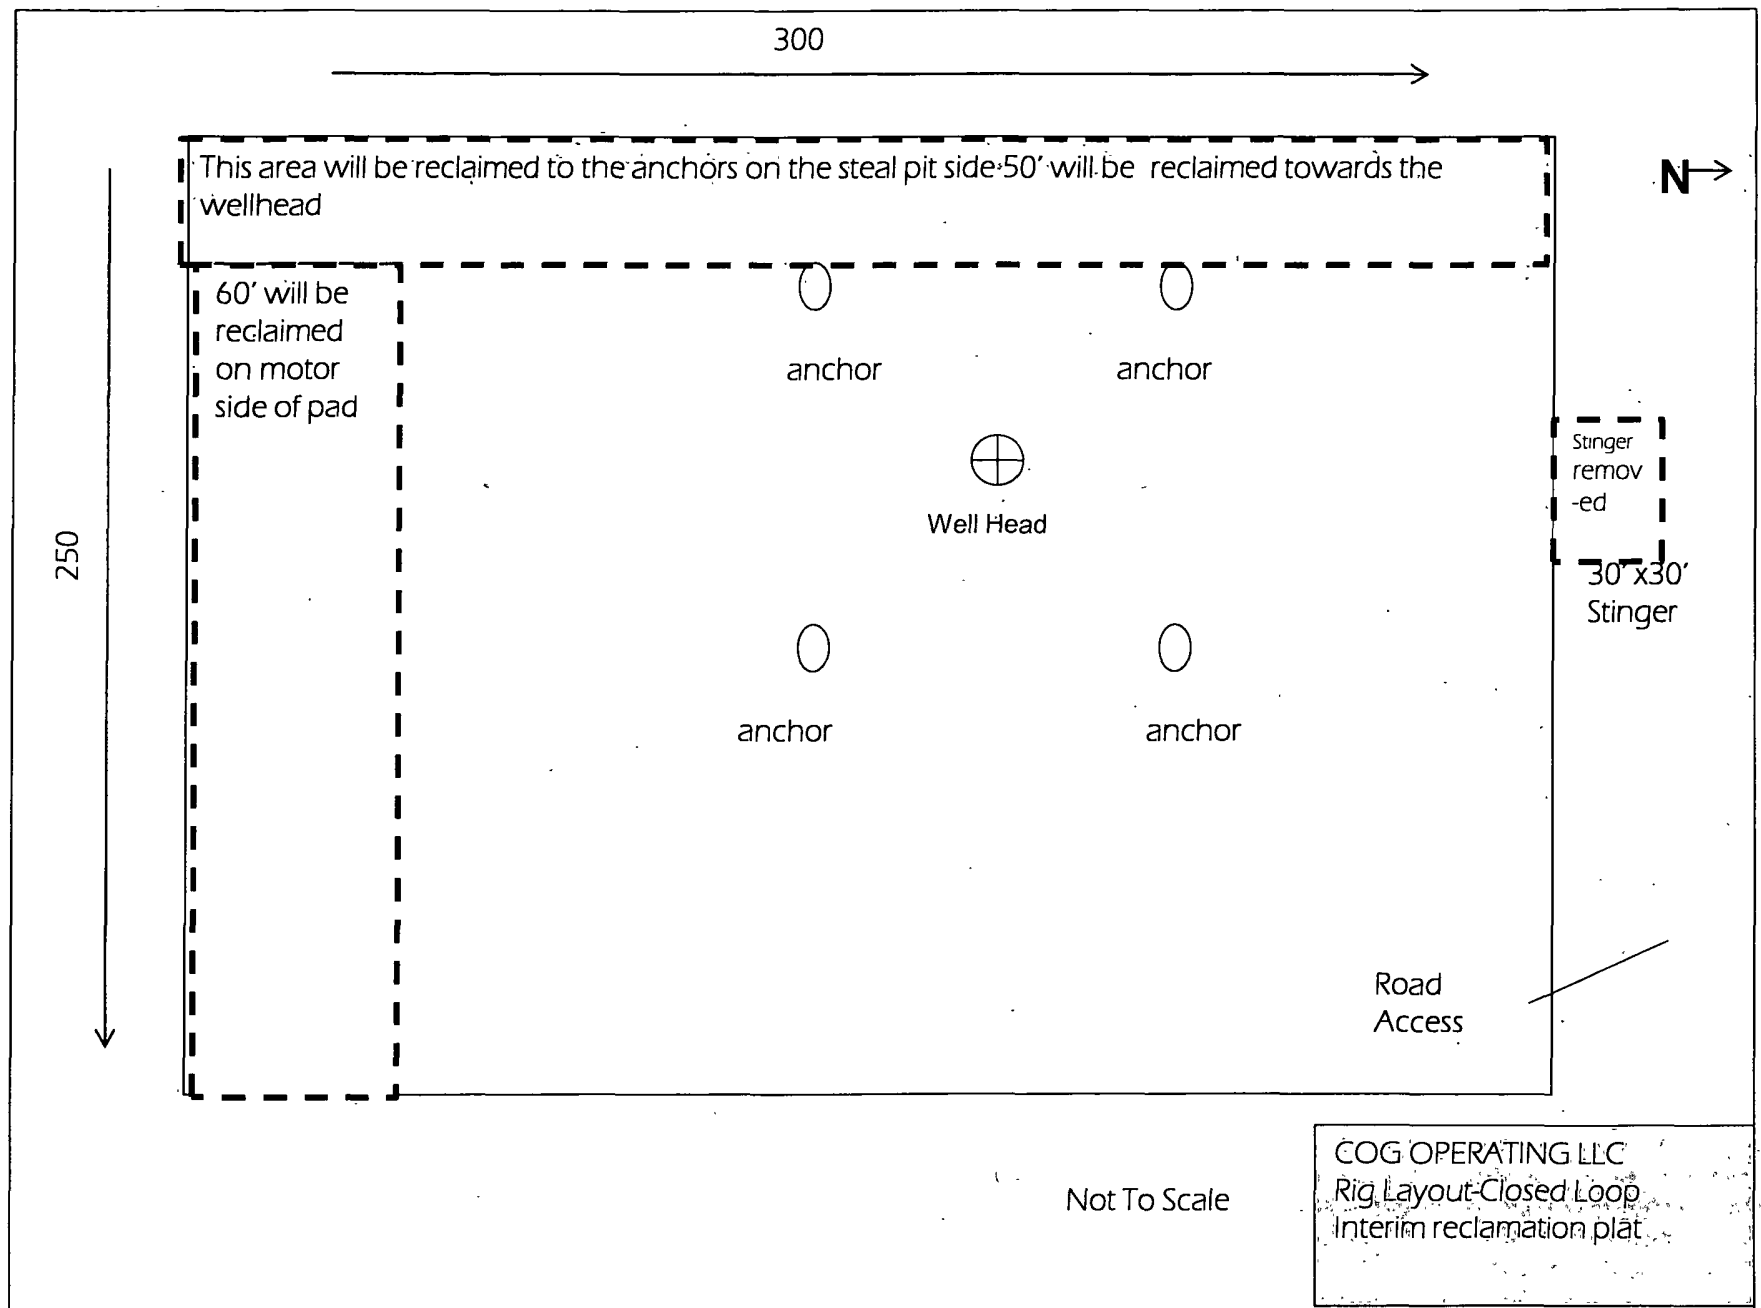 300
This area will be reclaimed to the anchors on the steal pit side 50' will be reclaimed towards the
wellhead
N
60' will be
reclaimed
on motor
side of pad
anchor
anchor
Stinger
remov
-ed
Well Head
250
30' x30'
Stinger
anchor
anchor
Road
Access
Not To Scale
COG OPERATING LLC
Rig Layout-Closed Loop
Interim reclamation plat